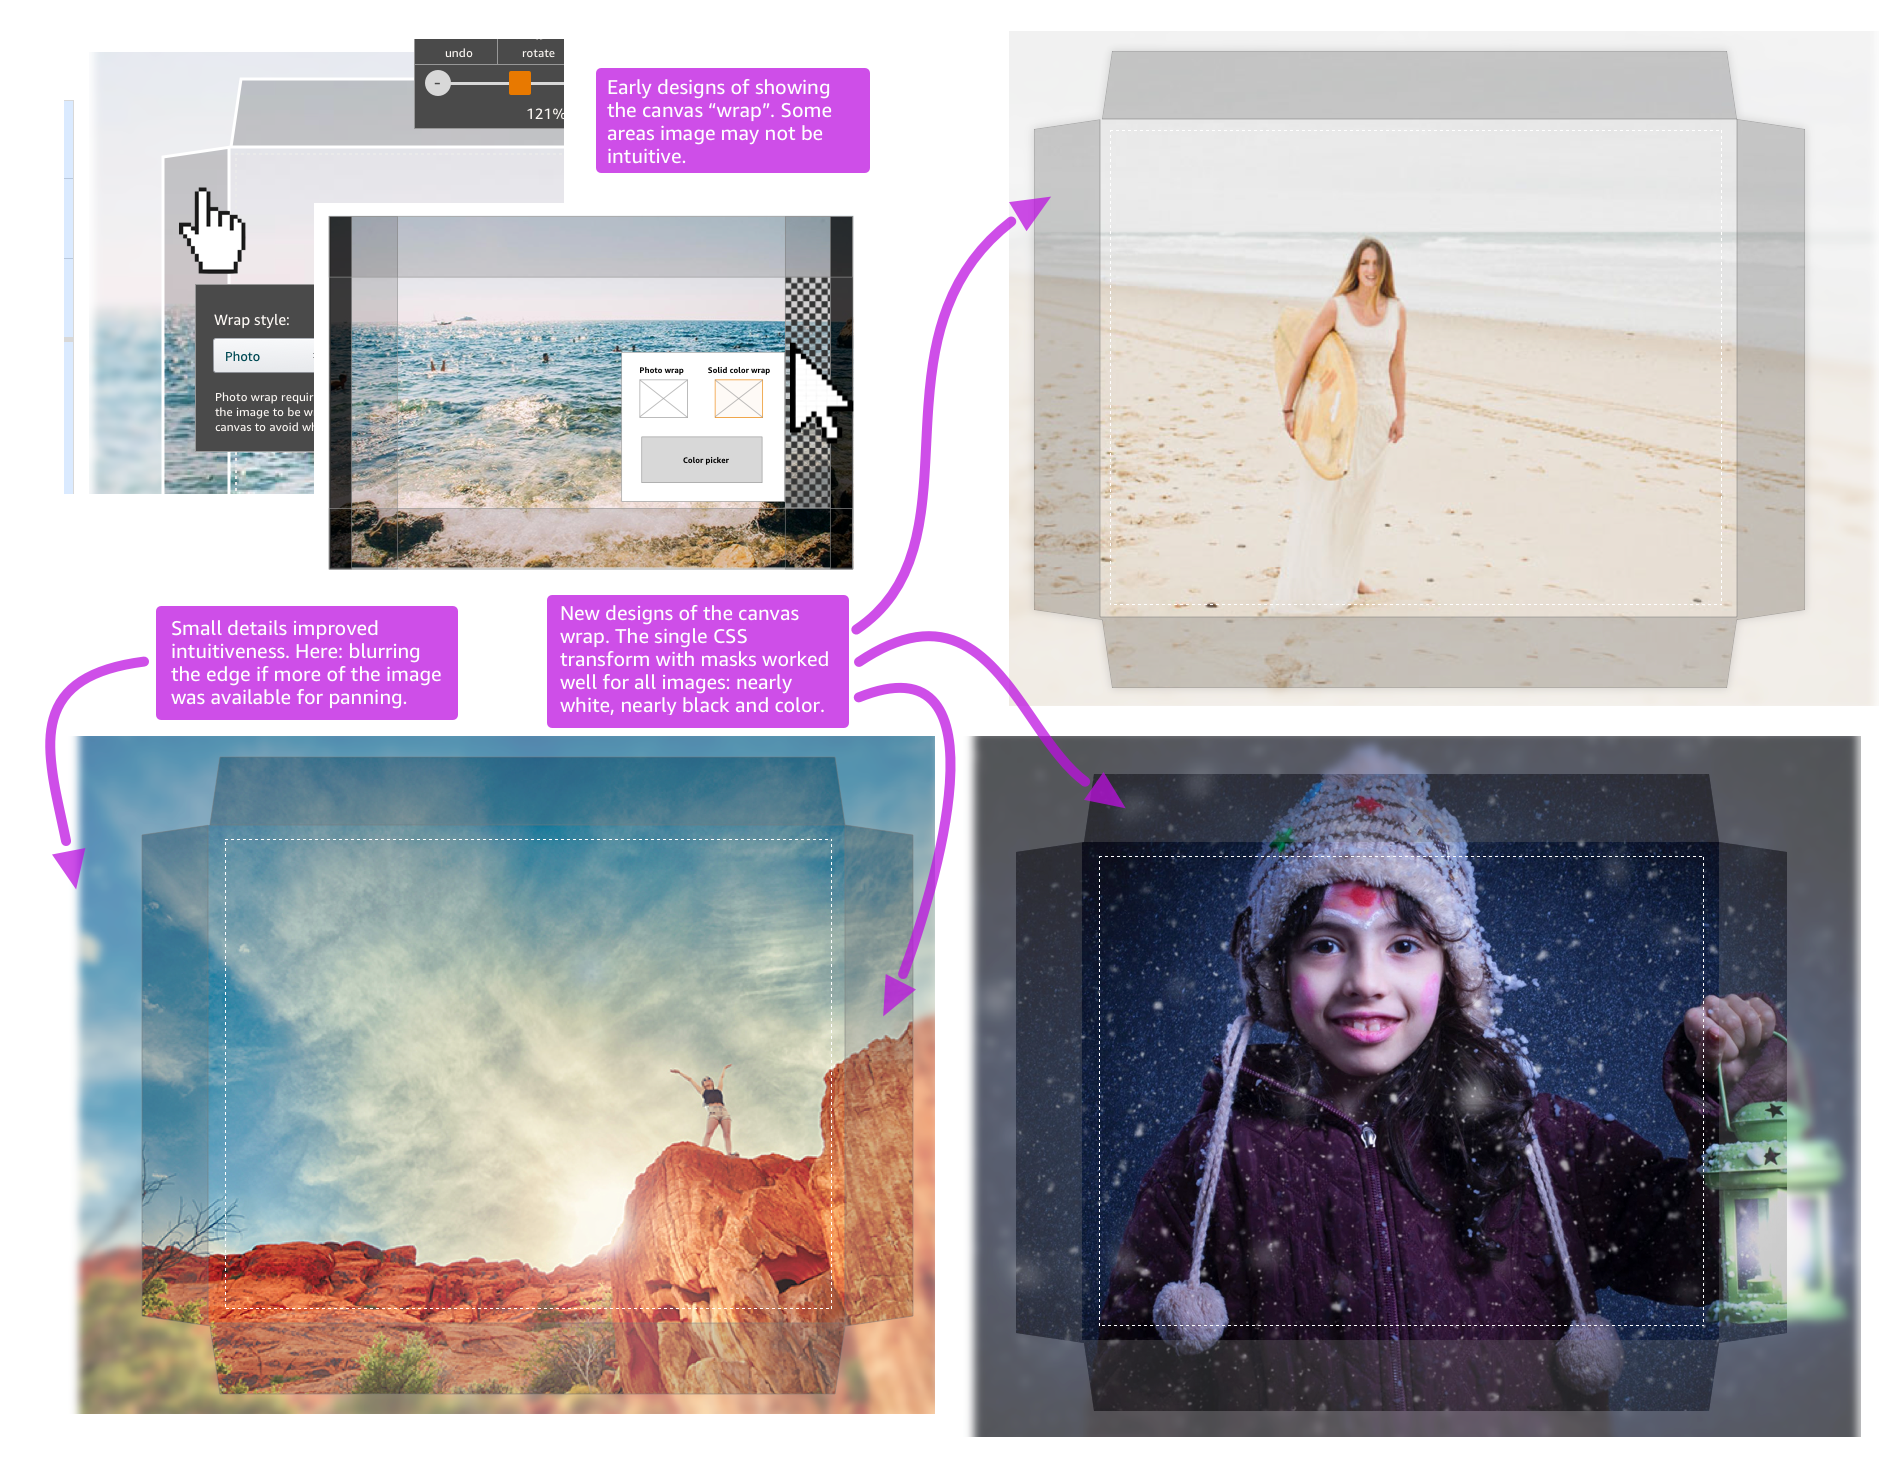 undo
rotate
-
121%
Early designs of showing
the canvas “wrap”. Some
areas image may not be
intuitive.
Wrap style:
Photo
Photo wrap requir
the image to be w
canvas to avoid wh
Photo wrap
Solid color wrap
Color picker
Small details improved
intuitiveness. Here: blurring
the edge if more of the image
was available for panning.
New designs of the canvas
wrap. The single CSS
transform with masks worked
well for all images: nearly
white, nearly black and color.